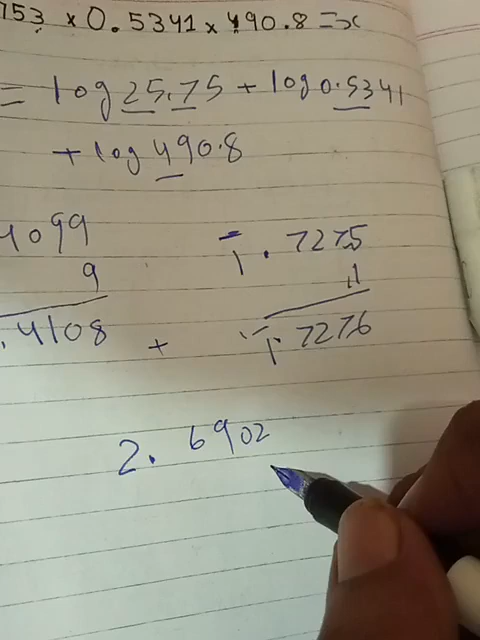 753 x 0.5341 x 490.8 = x
= log 25.75 + log 0.5341
+ log 490.8
4099 1̄.7275
9 1
.4108 + 1̄.7276
2.6902